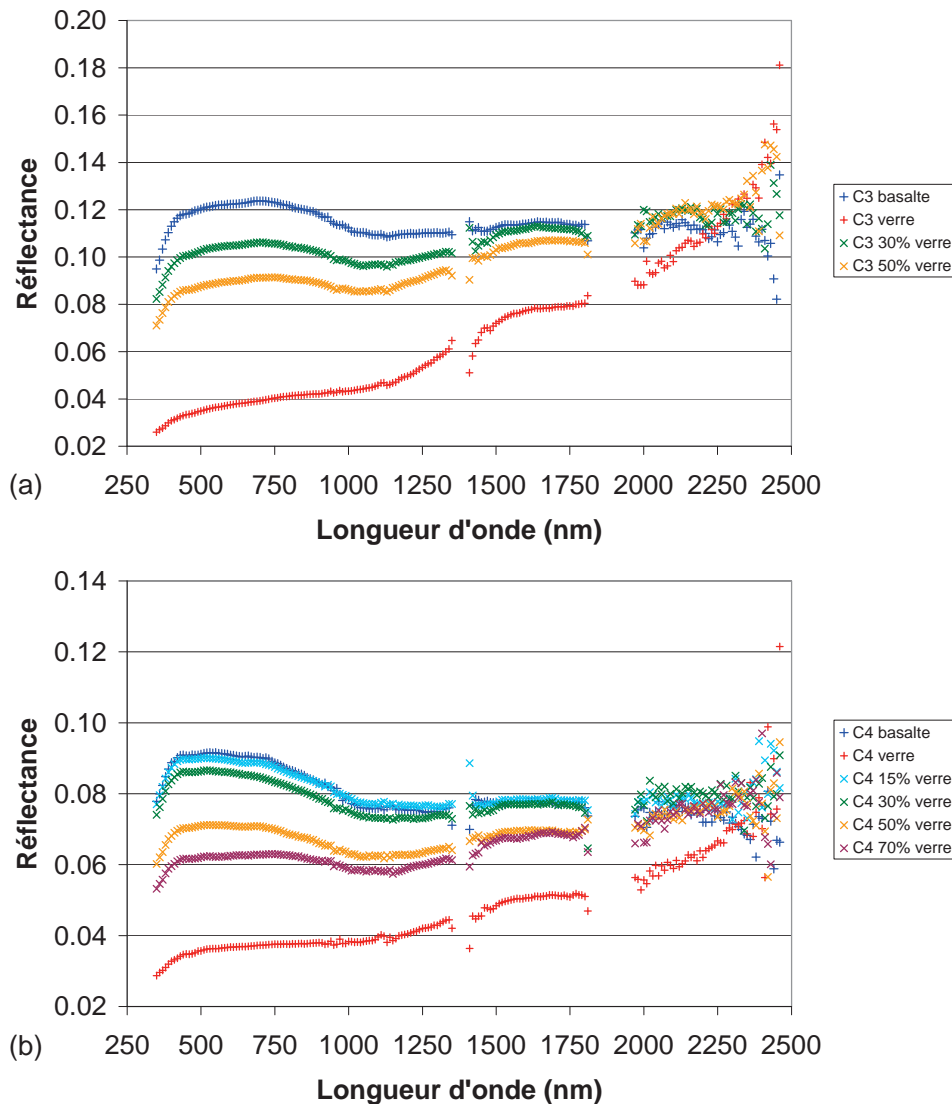 0.20
0.18
0.16
0.14
0.12
0.10
0.08
0.06
0.04
0.02
Réflectance
250 500 750 1000 1250 1500 1750 2000 2250 2500
(a)
Longueur d'onde (nm)
C3 basalte
C3 verre
C3 30% verre
C3 50% verre
0.14
0.12
0.10
0.08
0.06
0.04
0.02
Réflectance
250 500 750 1000 1250 1500 1750 2000 2250 2500
(b)
Longueur d'onde (nm)
C4 basalte
C4 verre
C4 15% verre
C4 30% verre
C4 50% verre
C4 70% verre